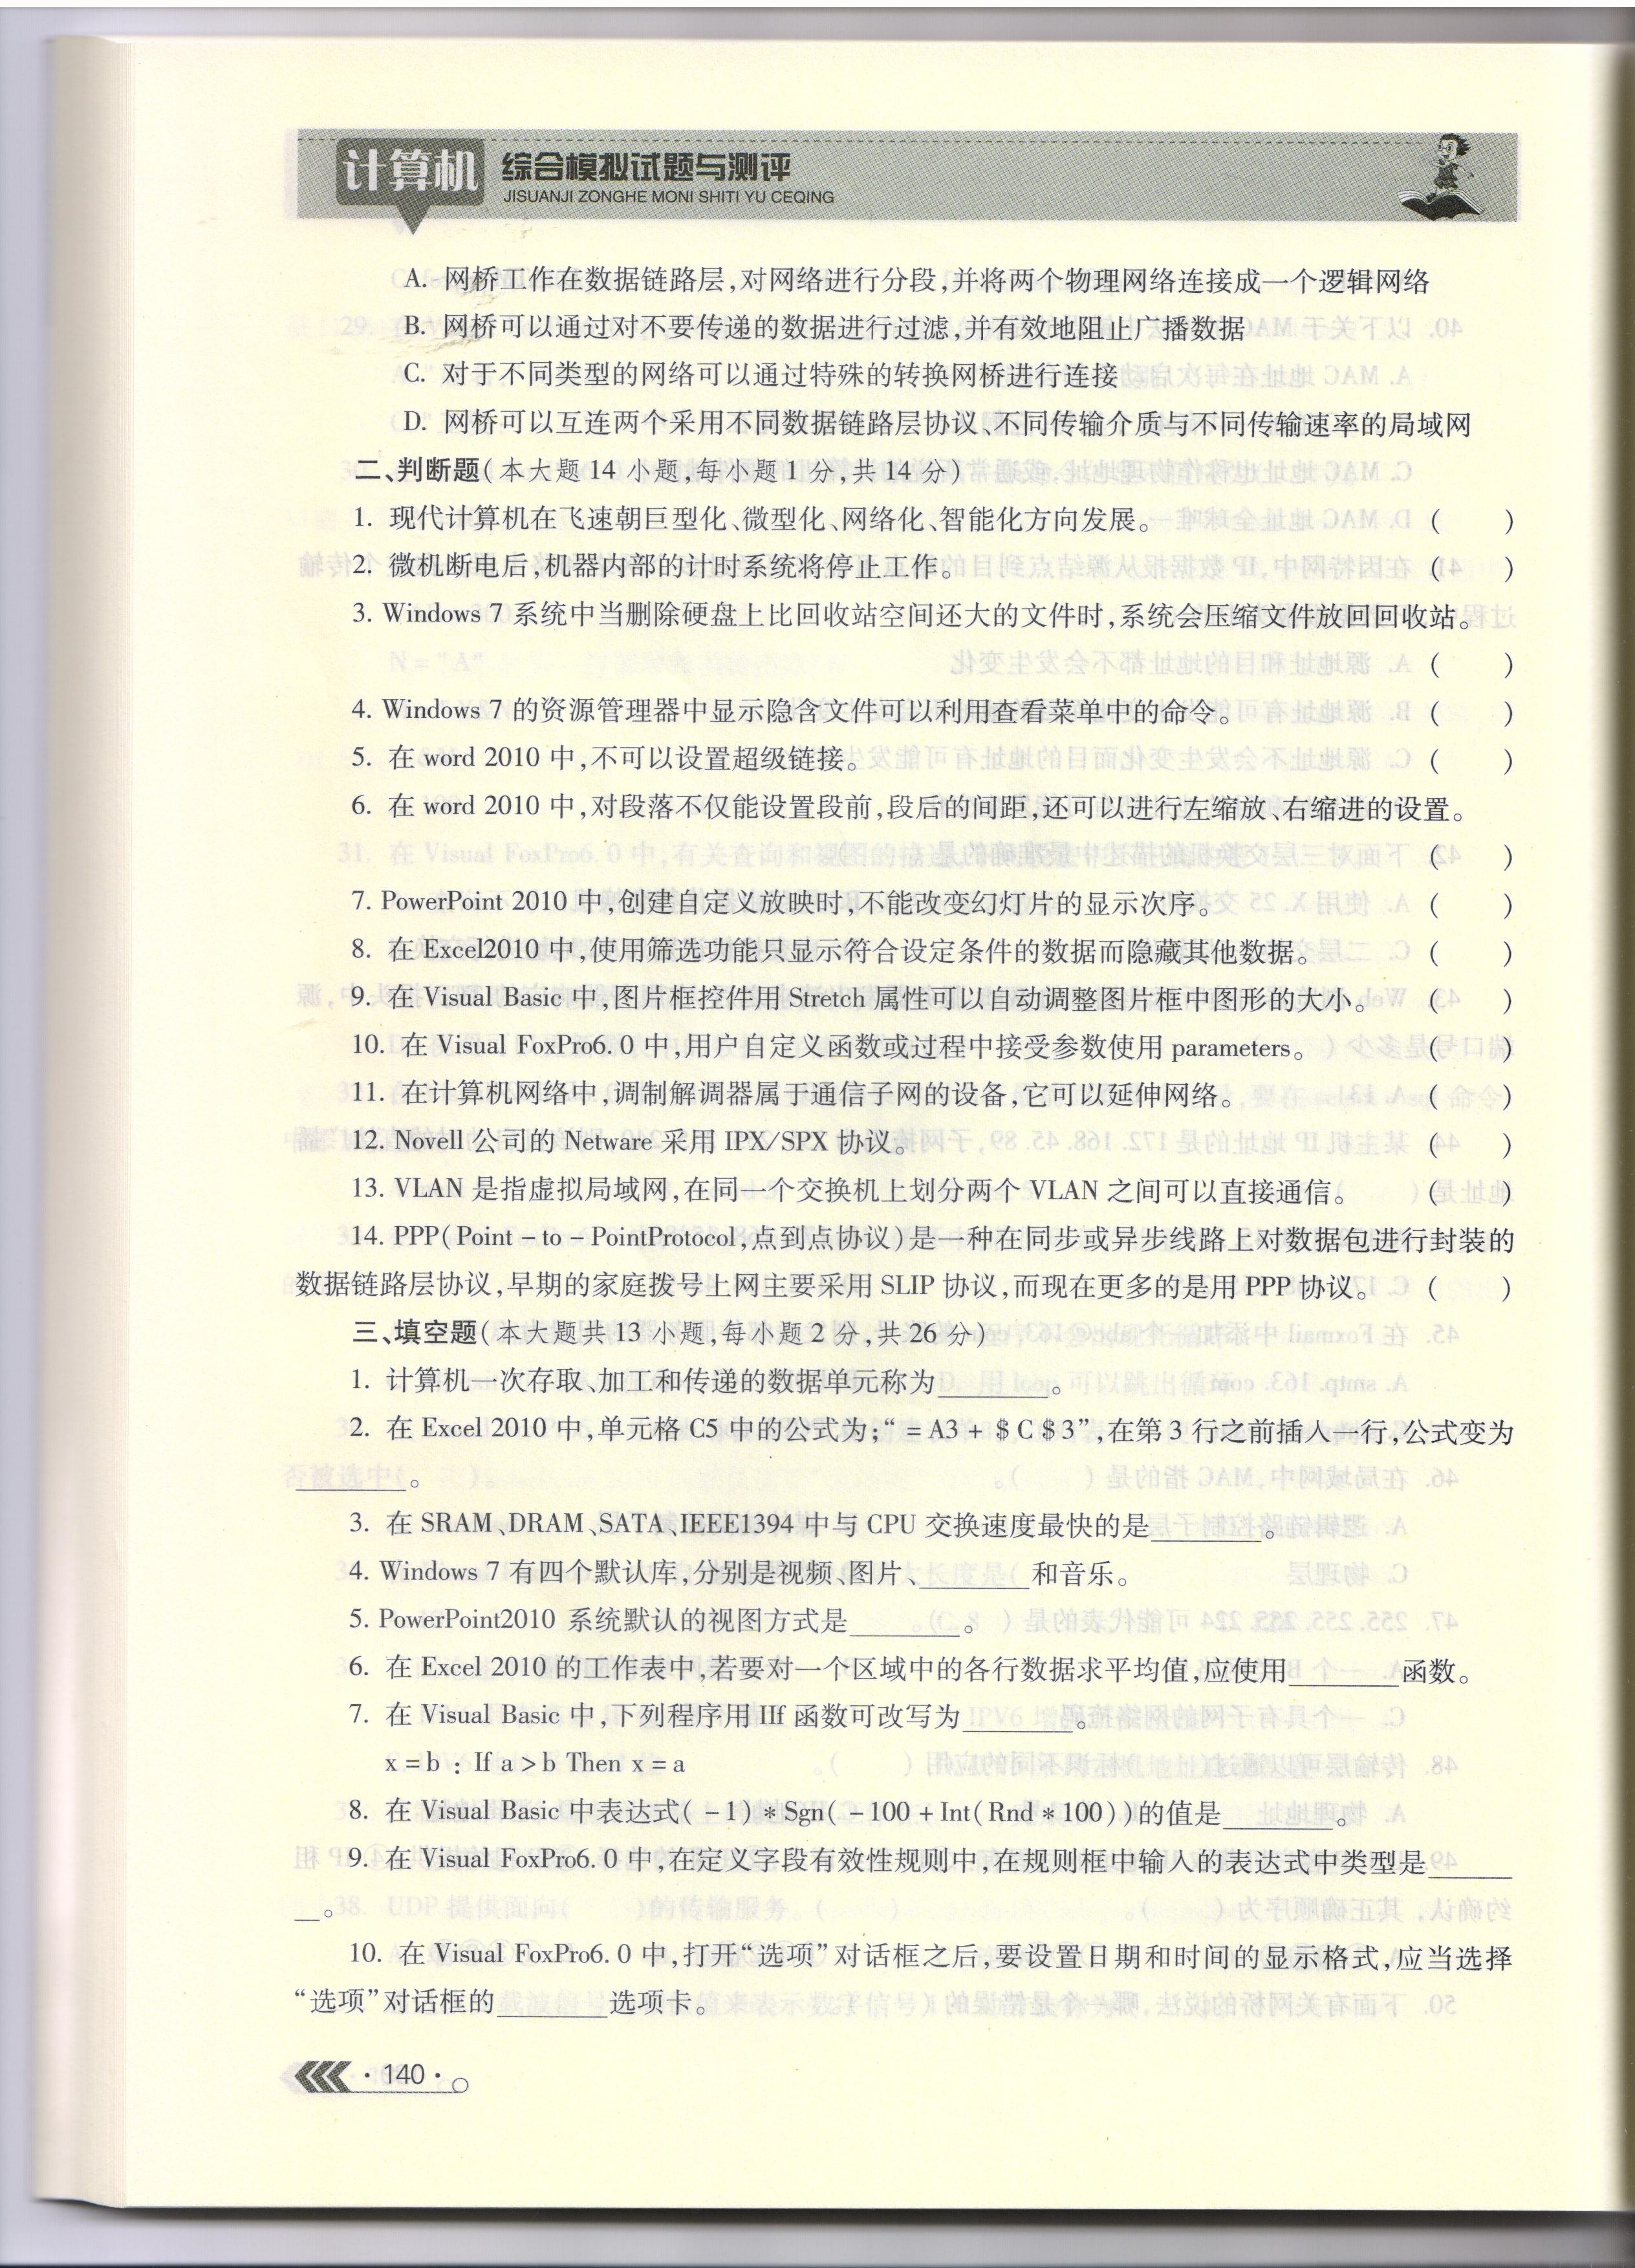 计算机 综合模拟试题与测评
JISUANJI ZONGHE MONI SHITI YU CEQING
A. 网桥工作在数据链路层,对网络进行分段,并将两个物理网络连接成一个逻辑网络
B. 网桥可以通过对不要传递的数据进行过滤,并有效地阻止广播数据
C. 对于不同类型的网络可以通过特殊的转换网桥进行连接
D. 网桥可以互连两个采用不同数据链路层协议、不同传输介质与不同传输速率的局域网
二、判断题(本大题 14 小题,每小题 1 分,共 14 分)
1. 现代计算机在飞速朝巨型化、微型化、网络化、智能化方向发展。 ( )
2. 微机断电后,机器内部的计时系统将停止工作。 ( )
3. Windows 7 系统中当删除硬盘上比回收站空间还大的文件时,系统会压缩文件放回回收站。
( )
4. Windows 7 的资源管理器中显示隐含文件可以利用查看菜单中的命令。 ( )
5. 在 word 2010 中,不可以设置超级链接。 ( )
6. 在 word 2010 中,对段落不仅能设置段前,段后的间距,还可以进行左缩放、右缩进的设置。
( )
7. PowerPoint 2010 中,创建自定义放映时,不能改变幻灯片的显示次序。 ( )
8. 在 Excel2010 中,使用筛选功能只显示符合设定条件的数据而隐藏其他数据。 ( )
9. 在 Visual Basic 中,图片框控件用 Stretch 属性可以自动调整图片框中图形的大小。 ( )
10. 在 Visual FoxPro6.0 中,用户自定义函数或过程中接受参数使用 parameters。 ( )
11. 在计算机网络中,调制解调器属于通信子网的设备,它可以延伸网络。 ( )
12. Novell 公司的 Netware 采用 IPX/SPX 协议。 ( )
13. VLAN 是指虚拟局域网,在同一个交换机上划分两个 VLAN 之间可以直接通信。 ( )
14. PPP(Point-to-PointProtocol,点到点协议)是一种在同步或异步线路上对数据包进行封装的
数据链路层协议,早期的家庭拨号上网主要采用 SLIP 协议,而现在更多的是用 PPP 协议。 ( )
三、填空题(本大题共 13 小题,每小题 2 分,共 26 分)
1. 计算机一次存取、加工和传递的数据单元称为________。
2. 在 Excel 2010 中,单元格 C5 中的公式为;“=A3+$C$3”,在第 3 行之前插人一行,公式变为
________。
3. 在 SRAM、DRAM、SATA、IEEE1394 中与 CPU 交换速度最快的是________。
4. Windows 7 有四个默认库,分别是视频、图片、________和音乐。
5. PowerPoint2010 系统默认的视图方式是________。
6. 在 Excel 2010 的工作表中,若要对一个区域中的各行数据求平均值,应使用________函数。
7. 在 Visual Basic 中,下列程序用 IIf 函数可改写为________。
x=b : If a>b Then x=a
8. 在 Visual Basic 中表达式(-1)*Sgn(-100+Int(Rnd*100))的值是________。
9. 在 Visual FoxPro6.0 中,在定义字段有效性规则中,在规则框中输入的表达式中类型是______
__。
10. 在 Visual FoxPro6.0 中,打开“选项”对话框之后,要设置日期和时间的显示格式,应当选择
“选项”对话框的________选项卡。
·140·